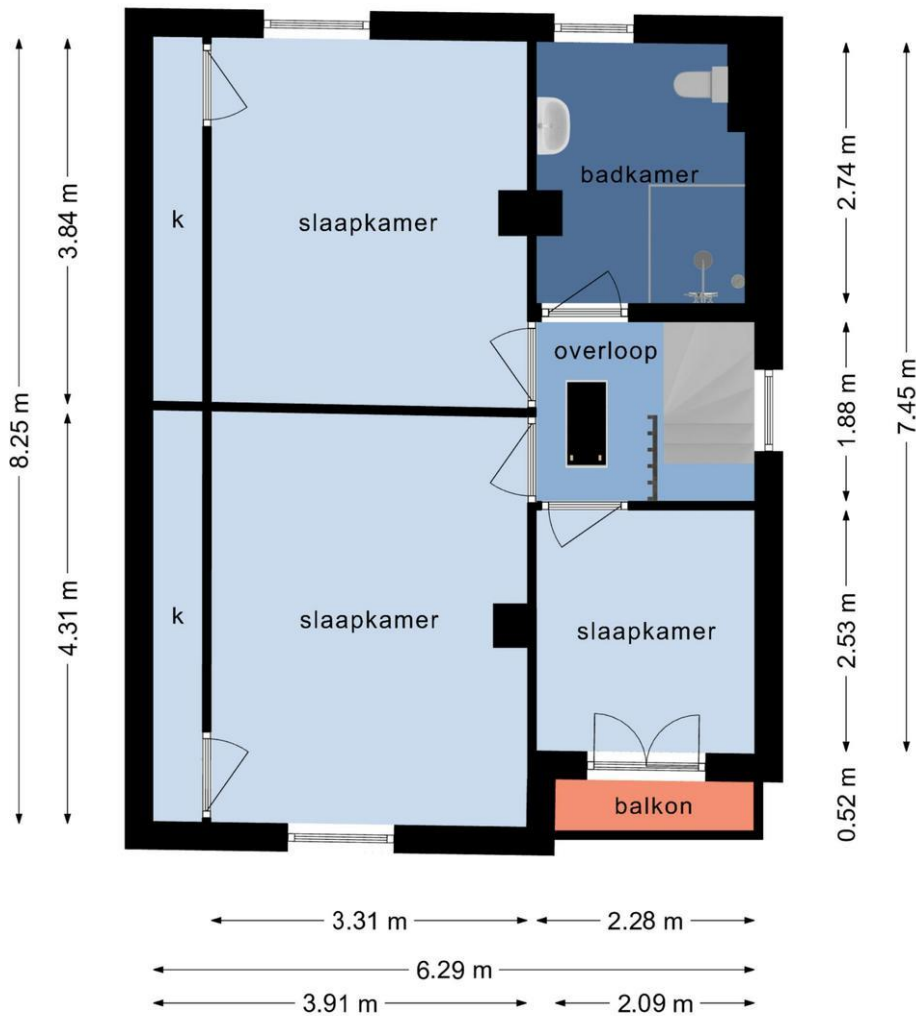 badkamer
2.74 m
3.84 m
k
slaapkamer
overloop
8.25 m
1.88 m
7.45 m
4.31 m
k
slaapkamer
slaapkamer
2.53 m
balkon
0.52 m
3.31 m
2.28 m
6.29 m
3.91 m
2.09 m